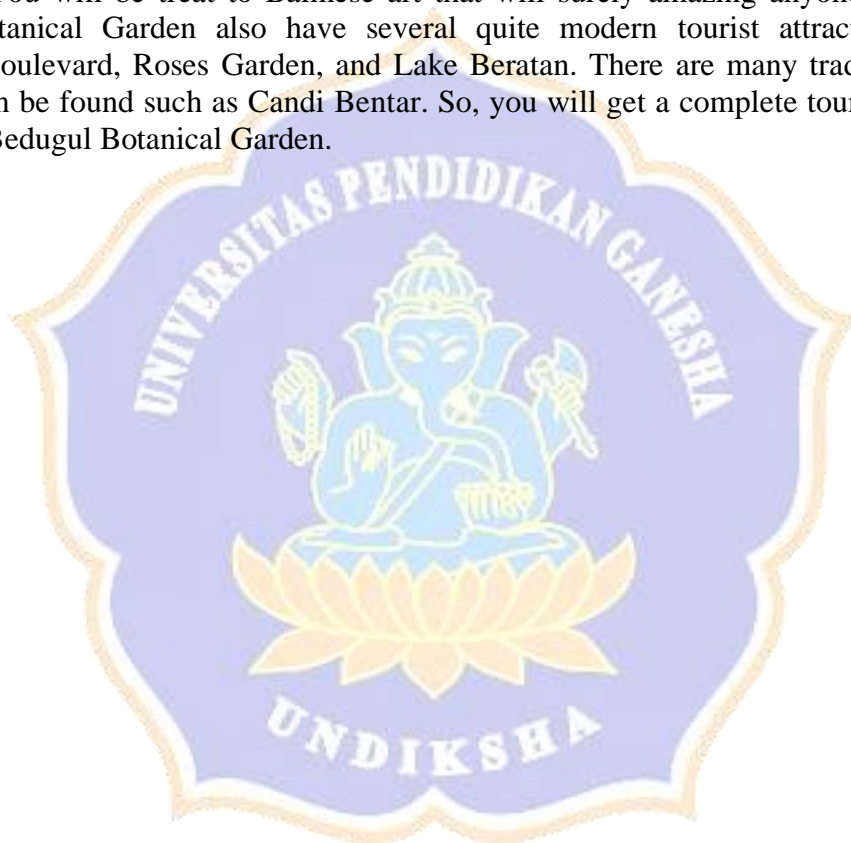 You will be treat to Balinese art that will surely amazing
tanical Garden also have several quite modern tourist attrac
oulevard, Roses Garden, and Lake Beratan. There are many trad
n be found such as Candi Bentar. So, you will get a complete tour
Bedugul Botanical Garden.
UNIVERSITAS PENDIDIKAN GANESHA
UNDIKSHA